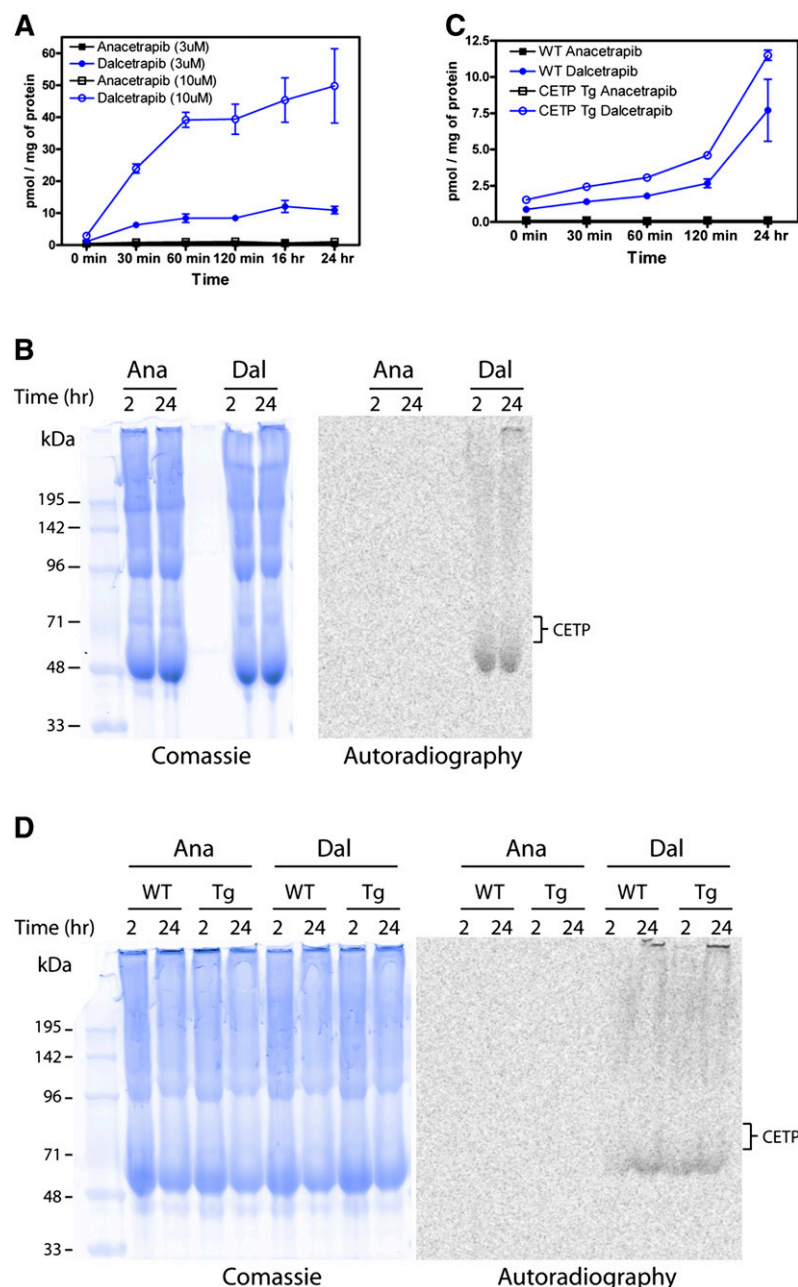 A
Anacetrapib (3uM)
Dalcetrapib (3uM)
Anacetrapib (10uM)
Dalcetrapib (10uM)
pmol / mg of protein
60
50
40
30
20
10
0
0 min 30 min 60 min 120 min 16 hr 24 hr
Time
C
WT Anacetrapib
WT Dalcetrapib
CETP Tg Anacetrapib
CETP Tg Dalcetrapib
pmol / mg of protein
12.5
10.0
7.5
5.0
2.5
0.0
0 min 30 min 60 min 120 min 24 hr
Time
B
Ana Dal Ana Dal
Time (hr) 2 24 2 24 2 24 2 24
kDa
195
142
96
71
48
33
CETP
Comassie Autoradiography
D
Ana Dal Ana Dal
WT Tg WT Tg WT Tg WT Tg
Time (hr) 2 24 2 24 2 24 2 24 2 24 2 24 2 24 2 24
kDa
195
142
96
71
48
33
CETP
Comassie Autoradiography